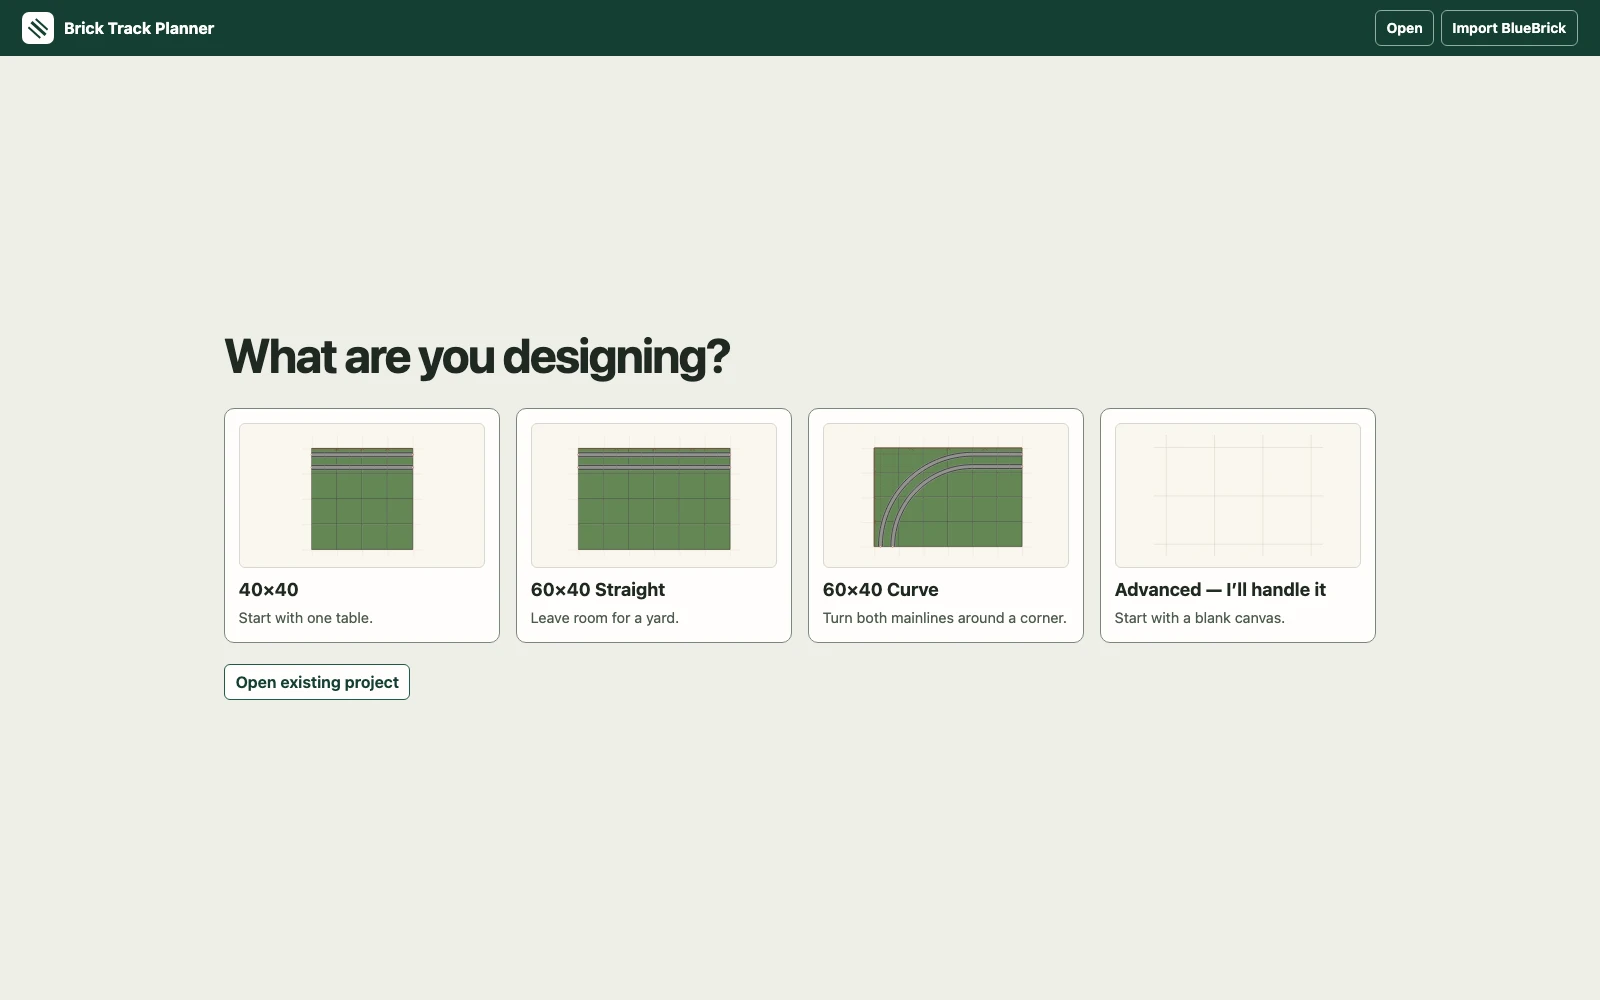 Brick Track Planner
Open
Import BlueBrick
What are you designing?
40×40
Start with one table.
60×40 Straight
Leave room for a yard.
60×40 Curve
Turn both mainlines around a corner.
Advanced — I’ll handle it
Start with a blank canvas.
Open existing project